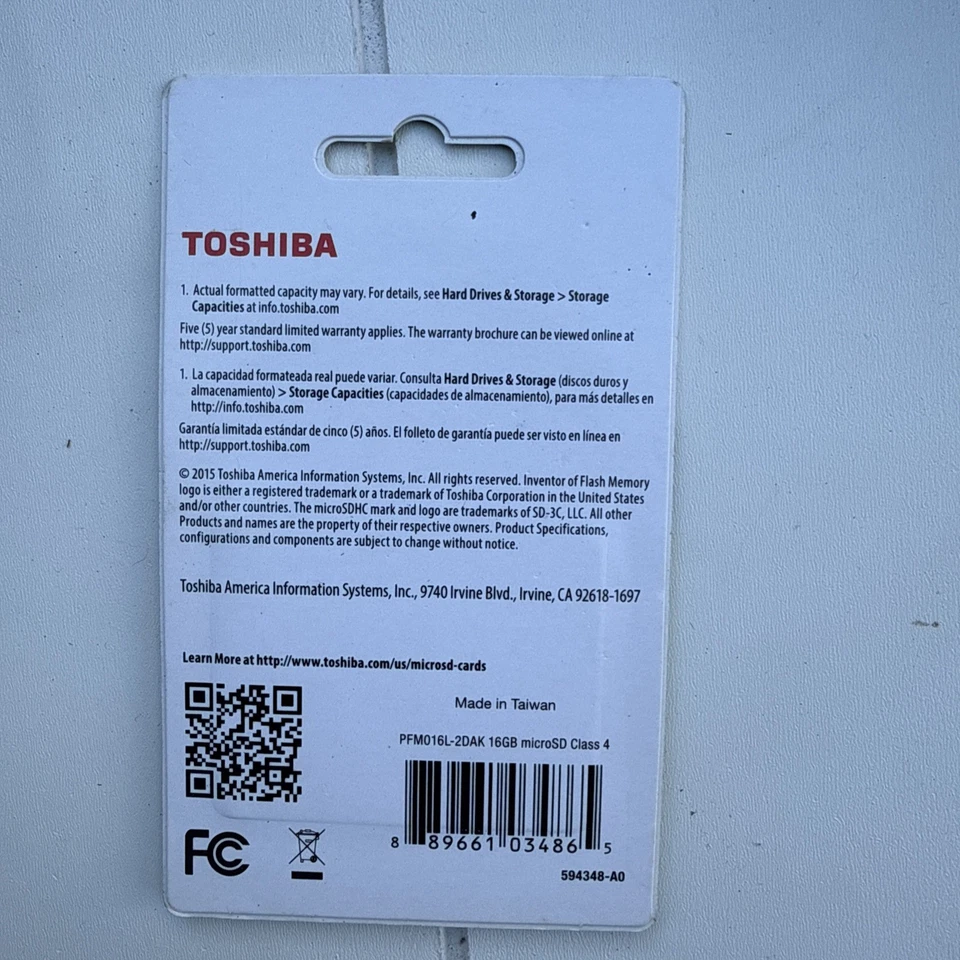 TOSHIBA
1. Actual formatted capacity may vary. For details, see Hard Drives & Storage > Storage
Capacities at info.toshiba.com
Five (5) year standard limited warranty applies. The warranty brochure can be viewed online at
http://support.toshiba.com
1. La capacidad formateada real puede variar. Consulta Hard Drives & Storage (discos duros y
almacenamiento) > Storage Capacities (capacidades de almacenamiento), para más detalles en
http://info.toshiba.com
Garantía limitada estándar de cinco (5) años. El folleto de garantía puede ser visto en línea en
http://support.toshiba.com
© 2015 Toshiba America Information Systems, Inc. All rights reserved. Inventor of Flash Memory
logo is either a registered trademark or a trademark of Toshiba Corporation in the United States
and/or other countries. The microSDHC mark and logo are trademarks of SD-3C, LLC. All other
Products and names are the property of their respective owners. Product Specifications,
configurations and components are subject to change without notice.
Toshiba America Information Systems, Inc., 9740 Irvine Blvd., Irvine, CA 92618-1697
Learn More at http://www.toshiba.com/us/microsd-cards
Made in Taiwan
PFM016L-2DAK 16GB microSD Class 4
8 89661 03486 5
FC
594348-A0